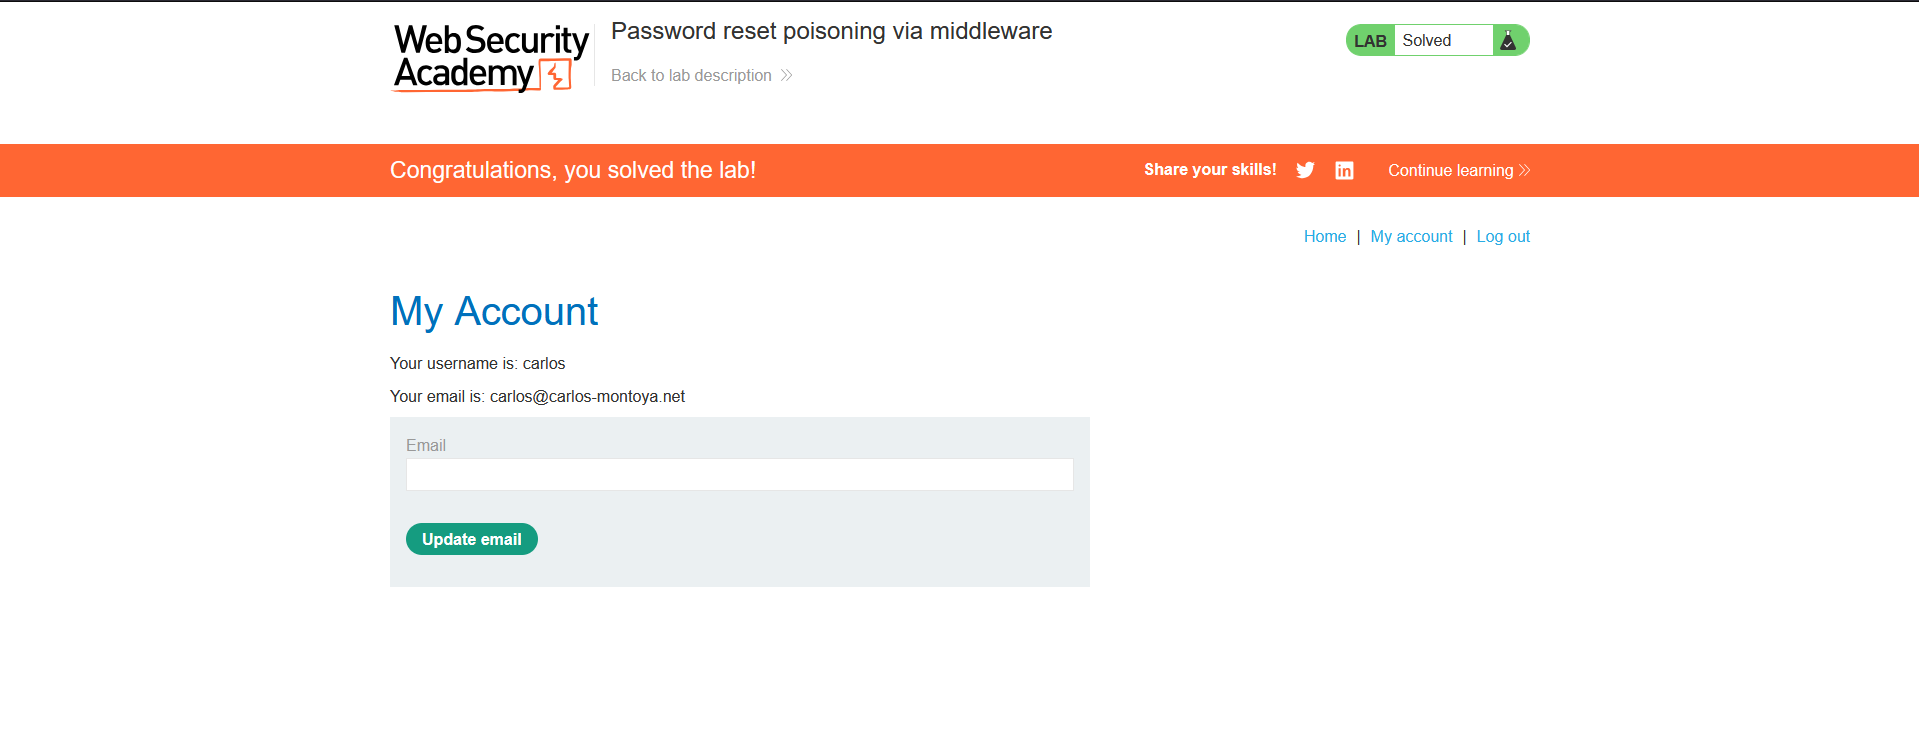 Web Security
Academy
Password reset poisoning via middleware
Back to lab description
LAB Solved
Congratulations, you solved the lab!
Share your skills!
Continue learning
Home | My account | Log out
My Account
Your username is: carlos
Your email is: carlos@carlos-montoya.net
Email
Update email